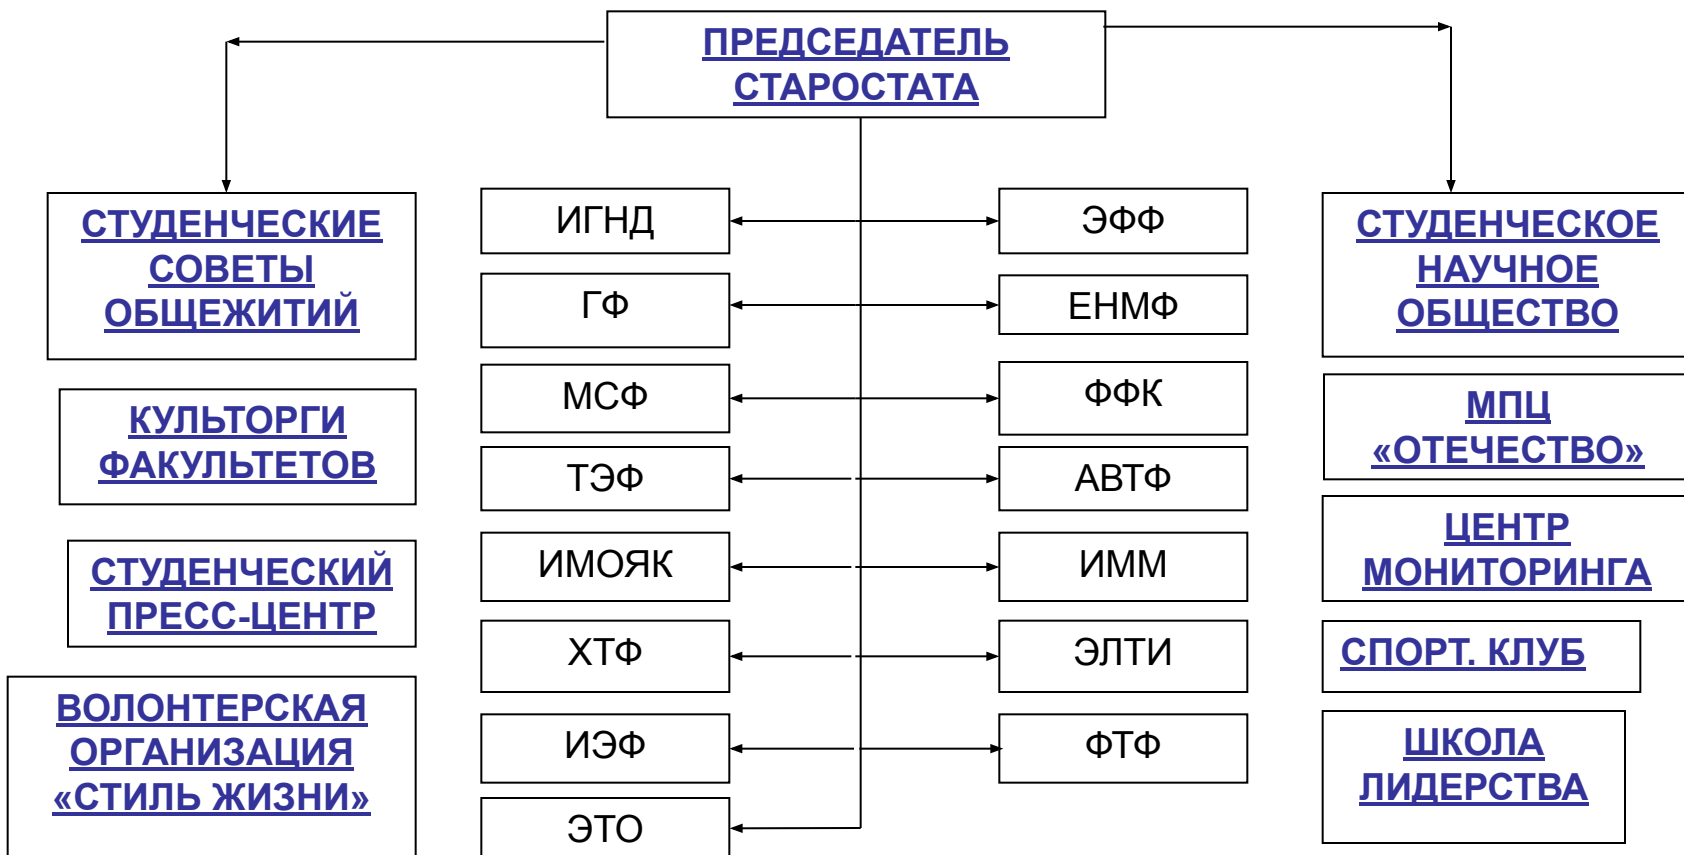 ПРЕДСЕДАТЕЛЬ
СТАРОСТАТА
СТУДЕНЧЕСКИЕ
СОВЕТЫ
ОБЩЕЖИТИЙ
КУЛЬТОРГИ
ФАКУЛЬТЕТОВ
СТУДЕНЧЕСКИЙ
ПРЕСС-ЦЕНТР
ВОЛОНТЕРСКАЯ
ОРГАНИЗАЦИЯ
«СТИЛЬ ЖИЗНИ»
ИГНД
ГФ
МСФ
ТЭФ
ИМОЯК
ХТФ
ИЭФ
ЭТО
ЭФФ
ЕНМФ
ФФК
АВТФ
ИММ
ЭЛТИ
ФТФ
СТУДЕНЧЕСКОЕ
НАУЧНОЕ
ОБЩЕСТВО
МПЦ
«ОТЕЧЕСТВО»
ЦЕНТР
МОНИТОРИНГА
СПОРТ. КЛУБ
ШКОЛА
ЛИДЕРСТВА